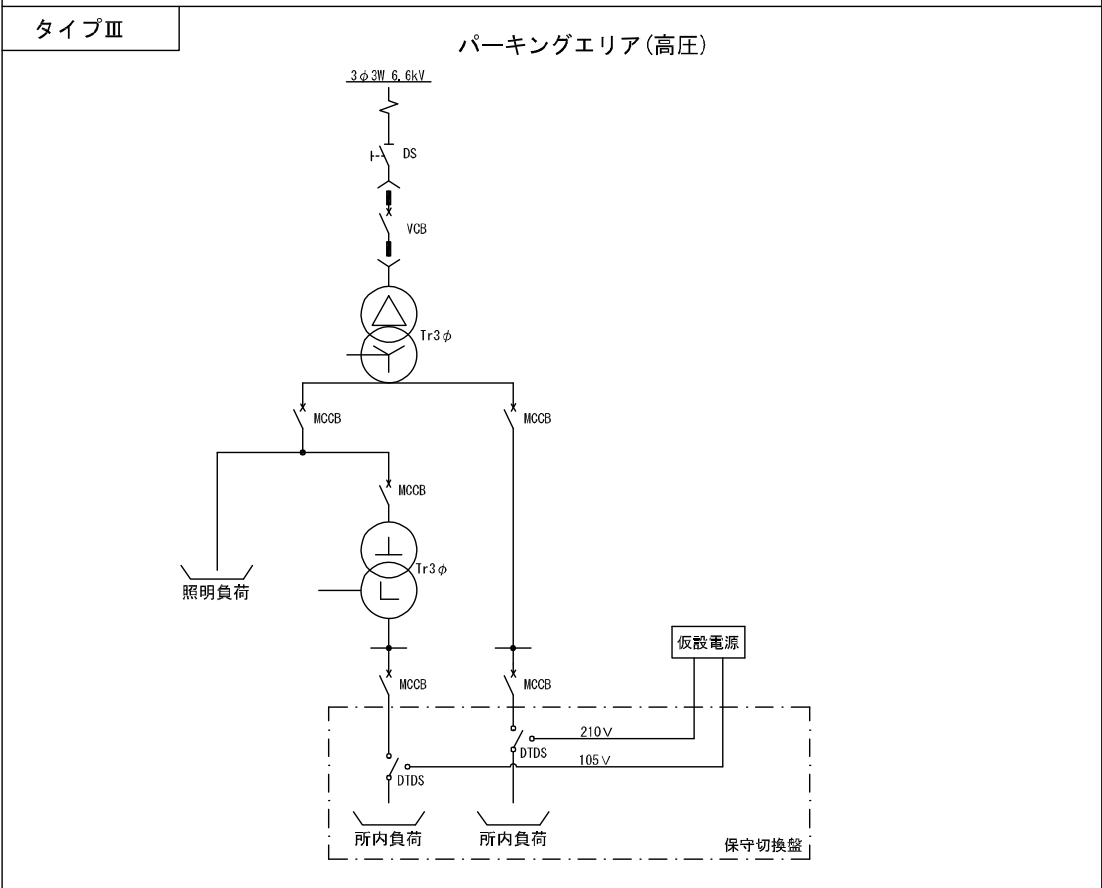 タイプⅢ
パーキングエリア(高圧)
3φ3W 6.6kV
DS
VCB
Tr3φ
MCCB
MCCB
MCCB
Tr3φ
照明負荷
仮設電源
MCCB
MCCB
210V
DTDS
105V
DTDS
所内負荷
所内負荷
保守切換盤